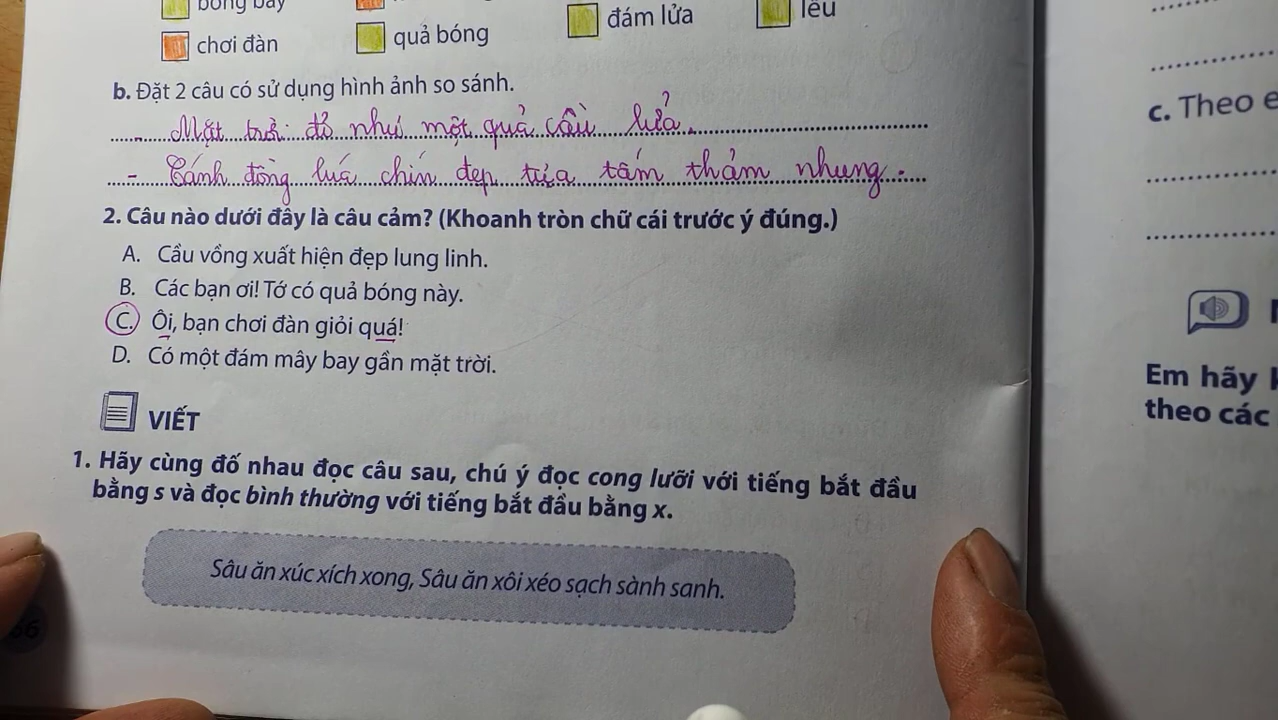 bóng bay
đám lửa
lều
chơi đàn
quả bóng
b. Đặt 2 câu có sử dụng hình ảnh so sánh.
- Mặt trời đỏ như một quả cầu lửa.
- Cánh đồng lúa chín đẹp tựa tấm thảm nhung.
2. Câu nào dưới đây là câu cảm? (Khoanh tròn chữ cái trước ý đúng.)
A. Cầu vồng xuất hiện đẹp lung linh.
B. Các bạn ơi! Tớ có quả bóng này.
C. Ôi, bạn chơi đàn giỏi quá!
D. Có một đám mây bay gần mặt trời.
VIẾT
1. Hãy cùng đố nhau đọc câu sau, chú ý đọc cong lưỡi với tiếng bắt đầu
bằng s và đọc bình thường với tiếng bắt đầu bằng x.
Sâu ăn xúc xích xong, Sâu ăn xôi xéo sạch sành sanh.
c. Theo
Em hãy
theo các